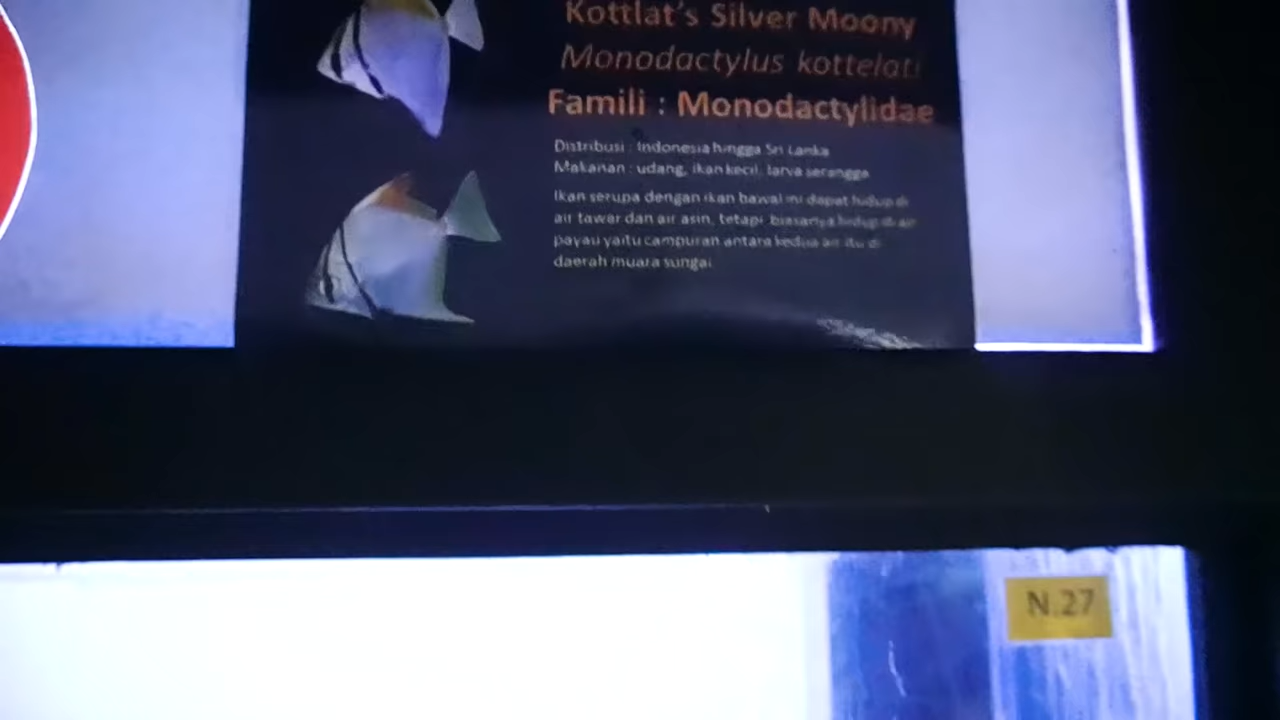 Kottlat's Silver Moony
Monodactylus kottelati
Famili : Monodactylidae
Distribusi : Indonesia hingga Sri Lanka
Makanan : udang, ikan kecil, larva serangga
Ikan serupa dengan ikan bawal ini dapat hidup di
air tawar dan air asin, tetapi biasanya hidup di air
payau yaitu campuran antara kedua air itu di
daerah muara sungai
N.27